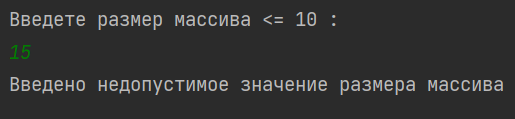 Введете размер массива <= 10 :
15
Введено недопустимое значение размера массива